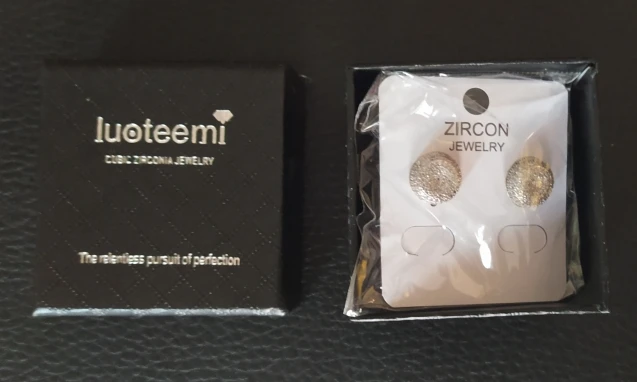 luoteemi
CUBIC ZIRCONIA JEWELRY
The relentless pursuit of perfection
ZIRCON
JEWELRY